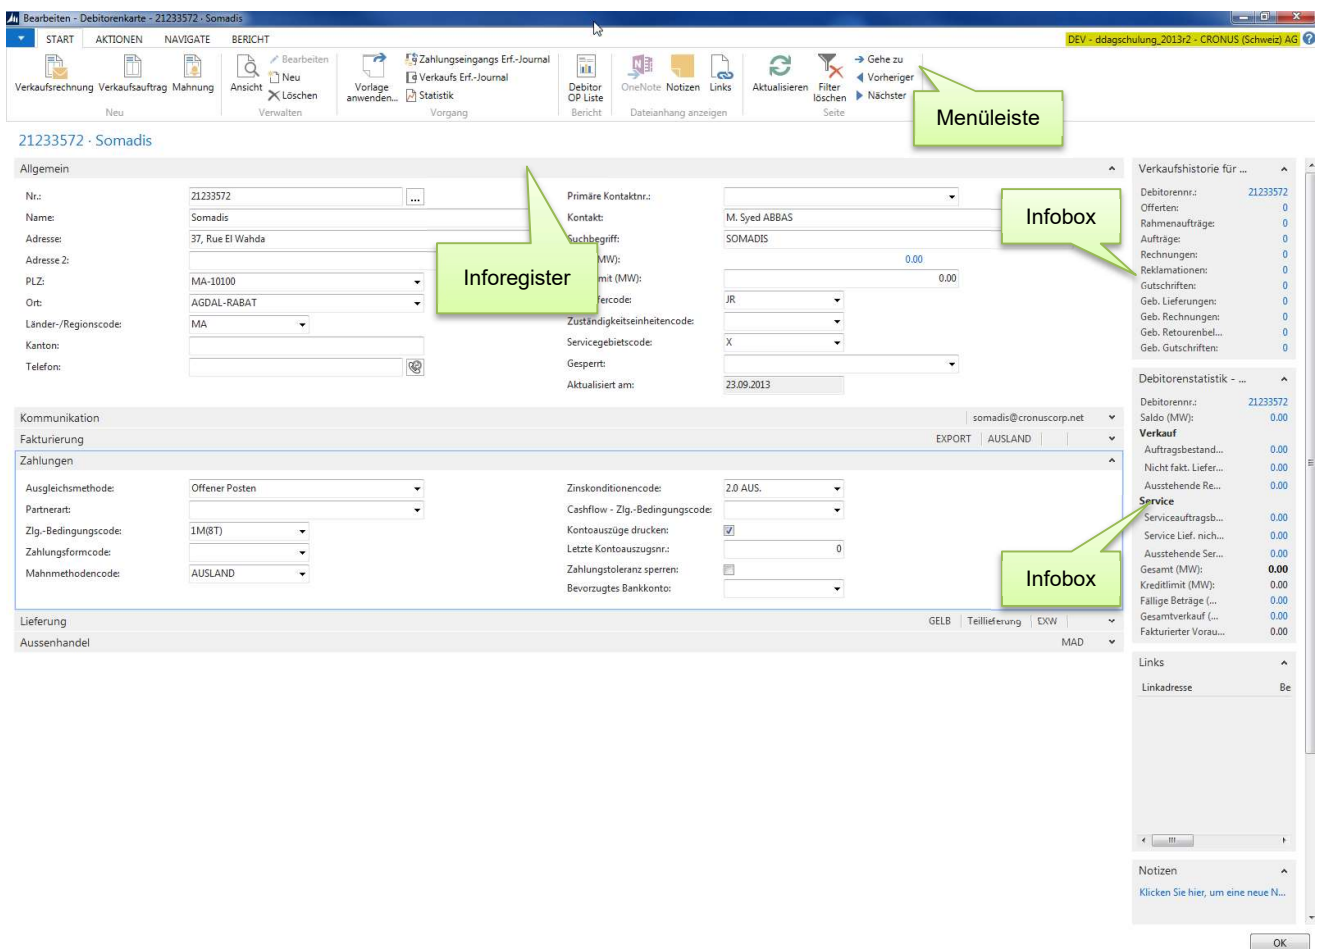 Bearbeiten - Debitorenkarte - 21233572 · Somadis
START AKTIONEN NAVIGATE BERICHT
DEV - ddagschulung_2013r2 - CRONUS (Schweiz) AG
Verkaufsrechnung Verkaufsauftrag Mahnung
Neu
Ansicht
Bearbeiten
Neu
Löschen
Verwalten
Vorlage anwenden...
Zahlungseingangs Erf.-Journal
Verkaufs Erf.-Journal
Statistik
Vorgang
Debitor OP Liste
Bericht
OneNote Notizen Links
Dateianhang anzeigen
Aktualisieren
Filter löschen
Gehe zu
Vorheriger
Nächster
Seite
Menüleiste
21233572 · Somadis
Allgemein
Nr.: 21233572 ...
Name: Somadis
Adresse: 37, Rue El Wahda
Adresse 2:
PLZ: MA-10100
Ort: AGDAL-RABAT
Länder-/Regionscode: MA
Kanton:
Telefon:
Inforegister
Primäre Kontaktnr.:
Kontakt: M. Syed ABBAS
Suchbegriff: SOMADIS
MW): 0.00
mit (MW): 0.00
ercode: JR
Zuständigkeitseinheitencode:
Servicegebietscode: X
Gesperrt:
Aktualisiert am: 23.09.2013
Kommunikation somadis@cronuscorp.net
Fakturierung EXPORT AUSLAND
Zahlungen
Ausgleichsmethode: Offener Posten
Partnerart:
Zlg.-Bedingungscode: 1M(8T)
Zahlungsformcode:
Mahnmethodencode: AUSLAND
Zinskonditionencode: 2.0 AUS.
Cashflow - Zlg.-Bedingungscode:
Kontoauszüge drucken:
Letzte Kontoauszugsnr.: 0
Zahlungstoleranz sperren:
Bevorzugtes Bankkonto:
Lieferung GELB Teillieferung EXW
Aussenhandel MAD
Verkaufshistorie für ...
Debitorennr.: 21233572
Offerten: 0
Rahmenaufträge: 0
Aufträge: 0
Rechnungen: 0
Reklamationen: 0
Gutschriften: 0
Geb. Lieferungen: 0
Geb. Rechnungen: 0
Geb. Retourenbel... 0
Geb. Gutschriften: 0
Infobox
Debitorenstatistik - ...
Debitorennr.: 21233572
Saldo (MW): 0.00
Verkauf
Auftragsbestand... 0.00
Nicht fakt. Liefer... 0.00
Ausstehende Re... 0.00
Service
Serviceauftragsb... 0.00
Service Lief. nich... 0.00
Ausstehende Ser... 0.00
Gesamt (MW): 0.00
Kreditlimit (MW): 0.00
Fällige Beträge (... 0.00
Gesamtverkauf (... 0.00
Fakturierter Vorau... 0.00
Infobox
Links
Linkadresse Be
Notizen
Klicken Sie hier, um eine neue N...
OK